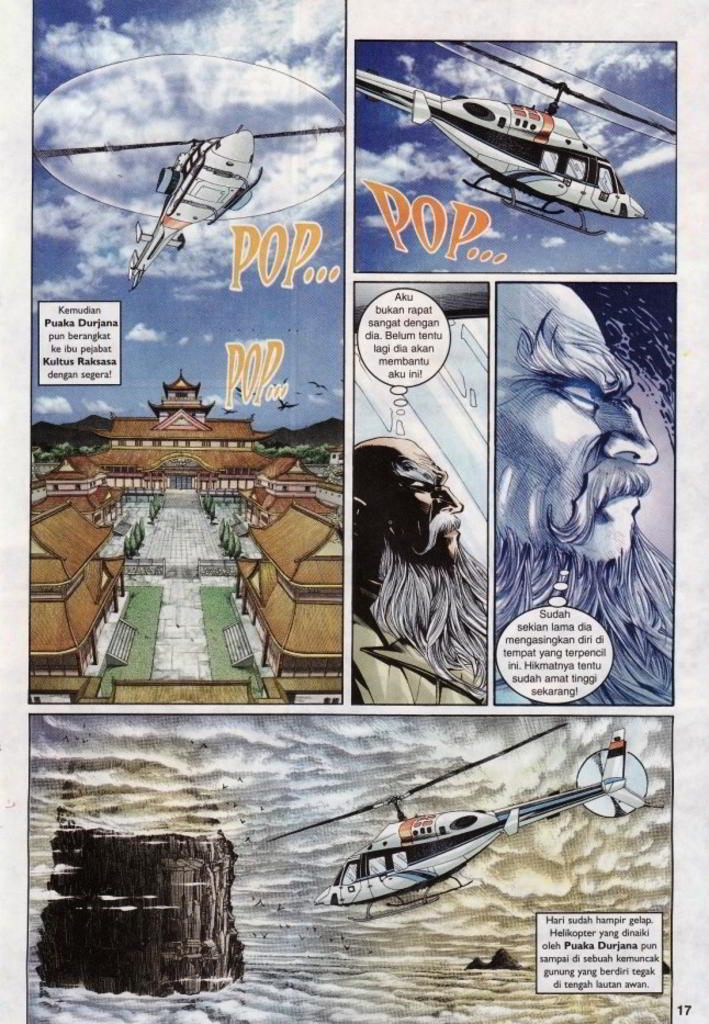 POP...
POP...
Kemudian
Puaka Durjana
pun berangkat
ke ibu pejabat
Kultus Raksasa
dengan segera!
POP...
Aku
bukan rapat
sangat dengan
dia. Belum tentu
lagi dia akan
membantu
aku ini!
Sudah
sekian lama dia
mengasingkan diri di
tempat yang terpencil
ini. Hikmatnya tentu
sudah amat tinggi
sekarang!
Hari sudah hampir gelap.
Helikopter yang dinaiki
oleh Puaka Durjana pun
sampai di sebuah kemuncak
gunung yang berdiri tegak
di tengah lautan awan.
17